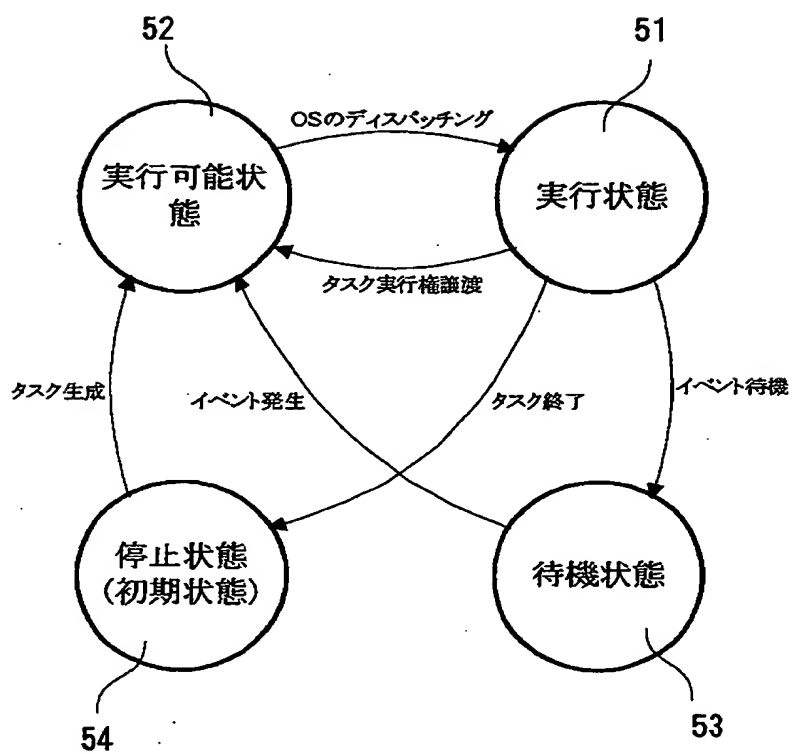 52
51
OSのディスパッチング
実行可能状
態
実行状態
タスク実行権譲渡
タスク生成
イベント発生
タスク終了
イベント待機
停止状態
(初期状態)
待機状態
54
53